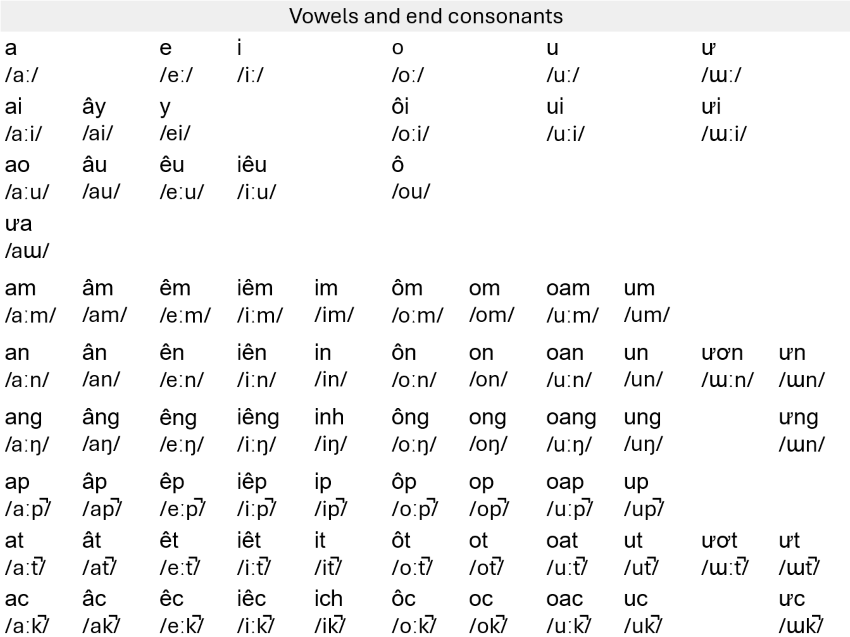 Vowels and end consonants
a e i o u ư
/aː/ /eː/ /iː/ /oː/ /uː/ /ɯː/
ai ây y ôi ui ưi
/aːi/ /ai/ /ei/ /oːi/ /uːi/ /ɯːi/
ao âu êu iêu ô
/aːu/ /au/ /eːu/ /iːu/ /ou/
ưa
/aɯ/
am âm êm iêm im ôm om oam um
/aːm/ /am/ /eːm/ /iːm/ /im/ /oːm/ /om/ /uːm/ /um/
an ân ên iên in ôn on oan un ươn ưn
/aːn/ /an/ /eːn/ /iːn/ /in/ /oːn/ /on/ /uːn/ /un/ /ɯːn/ /ɯn/
ang âng êng iêng inh ông ong oang ung ưng
/aːŋ/ /aŋ/ /eːŋ/ /iːŋ/ /iŋ/ /oːŋ/ /oŋ/ /uːŋ/ /uŋ/ /ɯn/
ap âp êp iêp ip ôp op oap up
/aːp̚/ /ap̚/ /eːp̚/ /iːp̚/ /ip̚/ /oːp̚/ /op̚/ /uːp̚/ /up̚/
at ât êt iêt it ôt ot oat ut ươt ưt
/aːt̚/ /at̚/ /eːt̚/ /iːt̚/ /it̚/ /oːt̚/ /ot̚/ /uːt̚/ /ut̚/ /ɯːt̚/ /ɯt̚/
ac âc êc iêc ich ôc oc oac uc ưc
/aːk̚/ /ak̚/ /eːk̚/ /iːk̚/ /ik̚/ /oːk̚/ /ok̚/ /uːk̚/ /uk̚/ /ɯk̚/